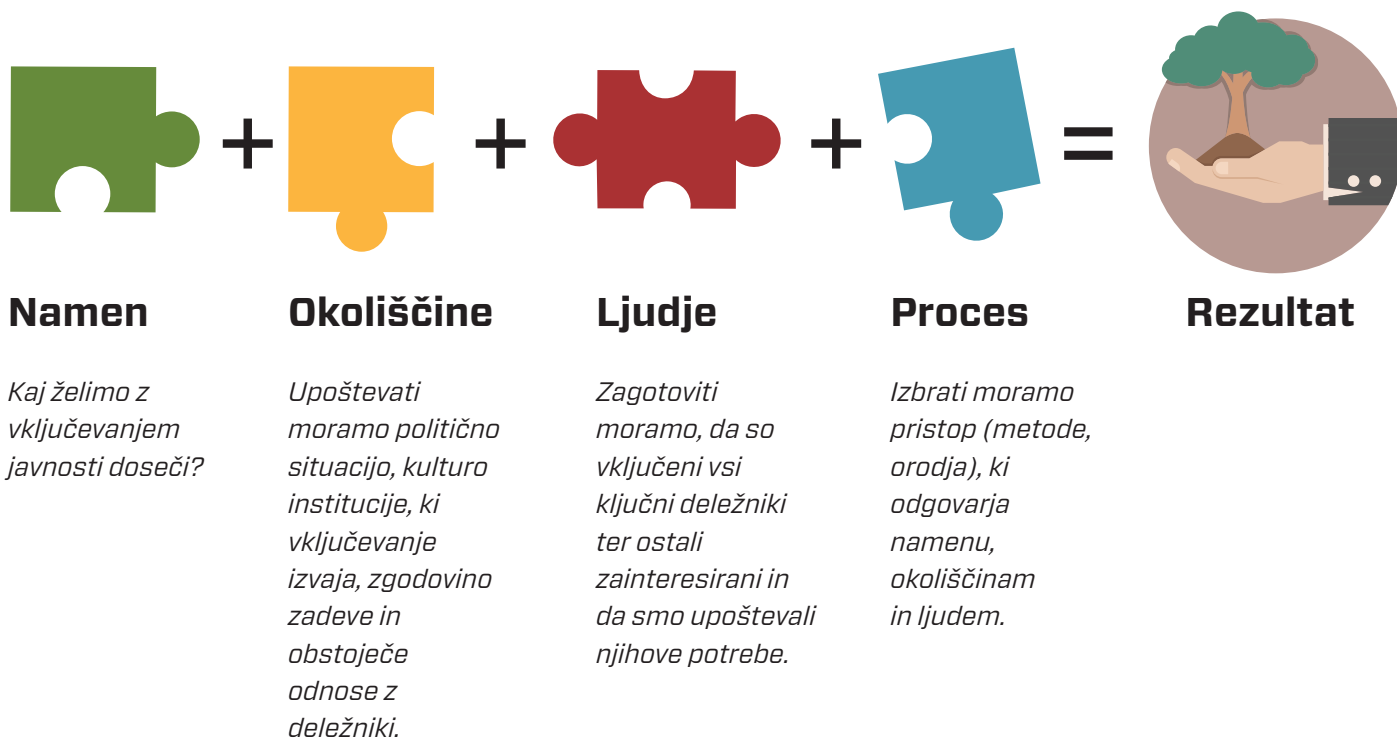 + + + =
Namen
Kaj želimo z
vključevanjem
javnosti doseči?
Okoliščine
Upoštevati
moramo politično
situacijo, kulturo
institucije, ki
vključevanje
izvaja, zgodovino
zadeve in
obstoječe
odnose z
deležniki.
Ljudje
Zagotoviti
moramo, da so
vključeni vsi
ključni deležniki
ter ostali
zainteresirani in
da smo upoštevali
njihove potrebe.
Proces
Izbrati moramo
pristop (metode,
orodja), ki
odgovarja
namenu,
okoliščinam
in ljudem.
Rezultat